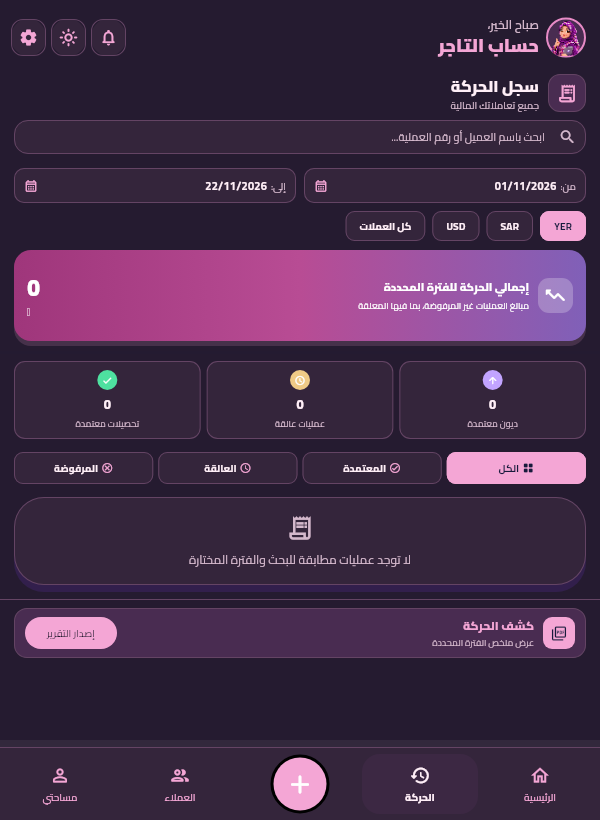 صباح الخير،
حساب التاجر
سجل الحركة
جميع تعاملاتك المالية
ابحث باسم العميل أو رقم العملية...
من: 01/11/2026
إلى: 22/11/2026
YER
SAR
USD
كل العملات
إجمالي الحركة للفترة المحددة
مبالغ العمليات غير المرفوضة، بما فيها المعلقة
0
0
ديون معتمدة
0
عمليات عالقة
0
تحصيلات معتمدة
الكل
المعتمدة
العالقة
المرفوضة
لا توجد عمليات مطابقة للبحث والفترة المختارة
كشف الحركة
عرض ملخص الفترة المحددة
إصدار التقرير
الرئيسية
الحركة
العملاء
مساحتي